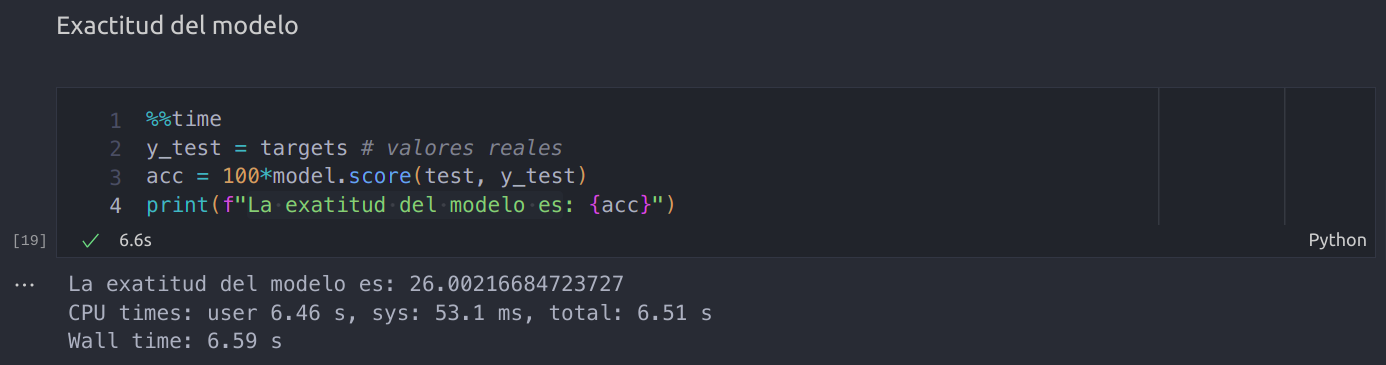 Exactitud del modelo
1 %%time
2 y_test = targets # valores reales
3 acc = 100*model.score(test, y_test)
4 print(f"La exatitud del modelo es: {acc}")
[19] ✓ 6.6s Python
... La exatitud del modelo es: 26.00216684723727
CPU times: user 6.46 s, sys: 53.1 ms, total: 6.51 s
Wall time: 6.59 s